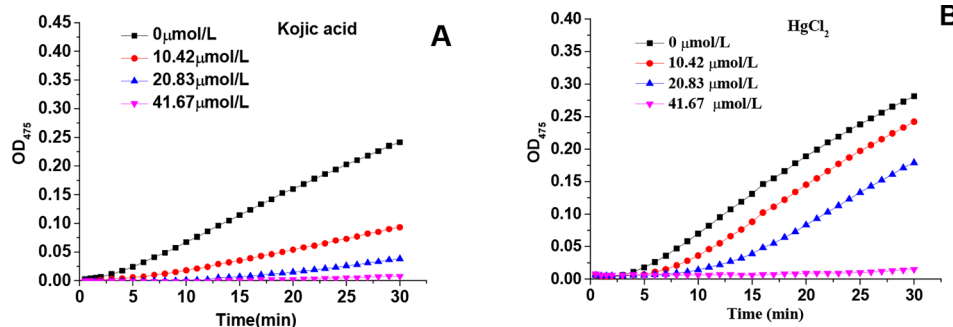 Kojic acid
A
0μmol/L
10.42μmol/L
20.83μmol/L
41.67μmol/L
OD475
0.45
0.40
0.35
0.30
0.25
0.20
0.15
0.10
0.05
0.00
0 5 10 15 20 25 30
Time(min)
B
HgCl2
0 μmol/L
10.42 μmol/L
20.83 μmol/L
41.67 μmol/L
OD475
0.40
0.35
0.30
0.25
0.20
0.15
0.10
0.05
0.00
0 5 10 15 20 25 30
Time (min)